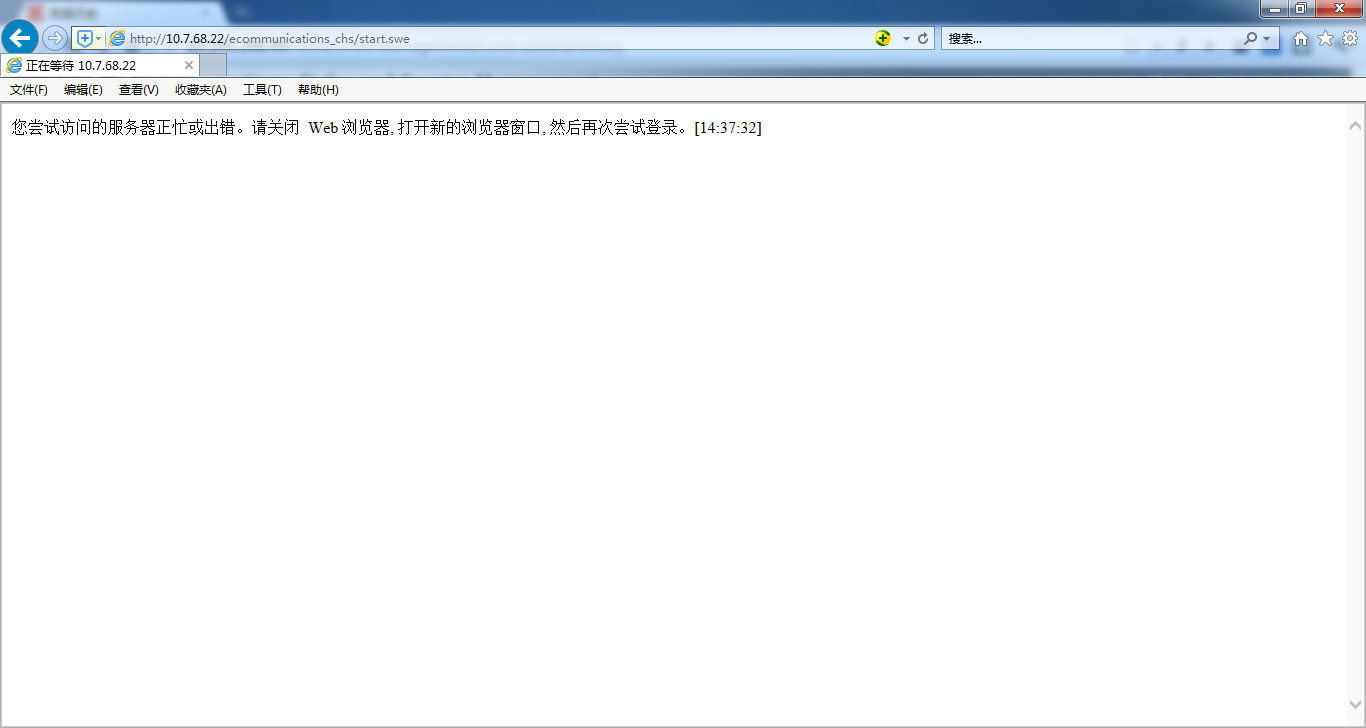 http://10.7.68.22/ecommunications_chs/start.swe
搜索...
正在等待 10.7.68.22
文件(F) 编辑(E) 查看(V) 收藏夹(A) 工具(T) 帮助(H)
您尝试访问的服务器正忙或出错。请关闭 Web 浏览器, 打开新的浏览器窗口, 然后再次尝试登录。[14:37:32]